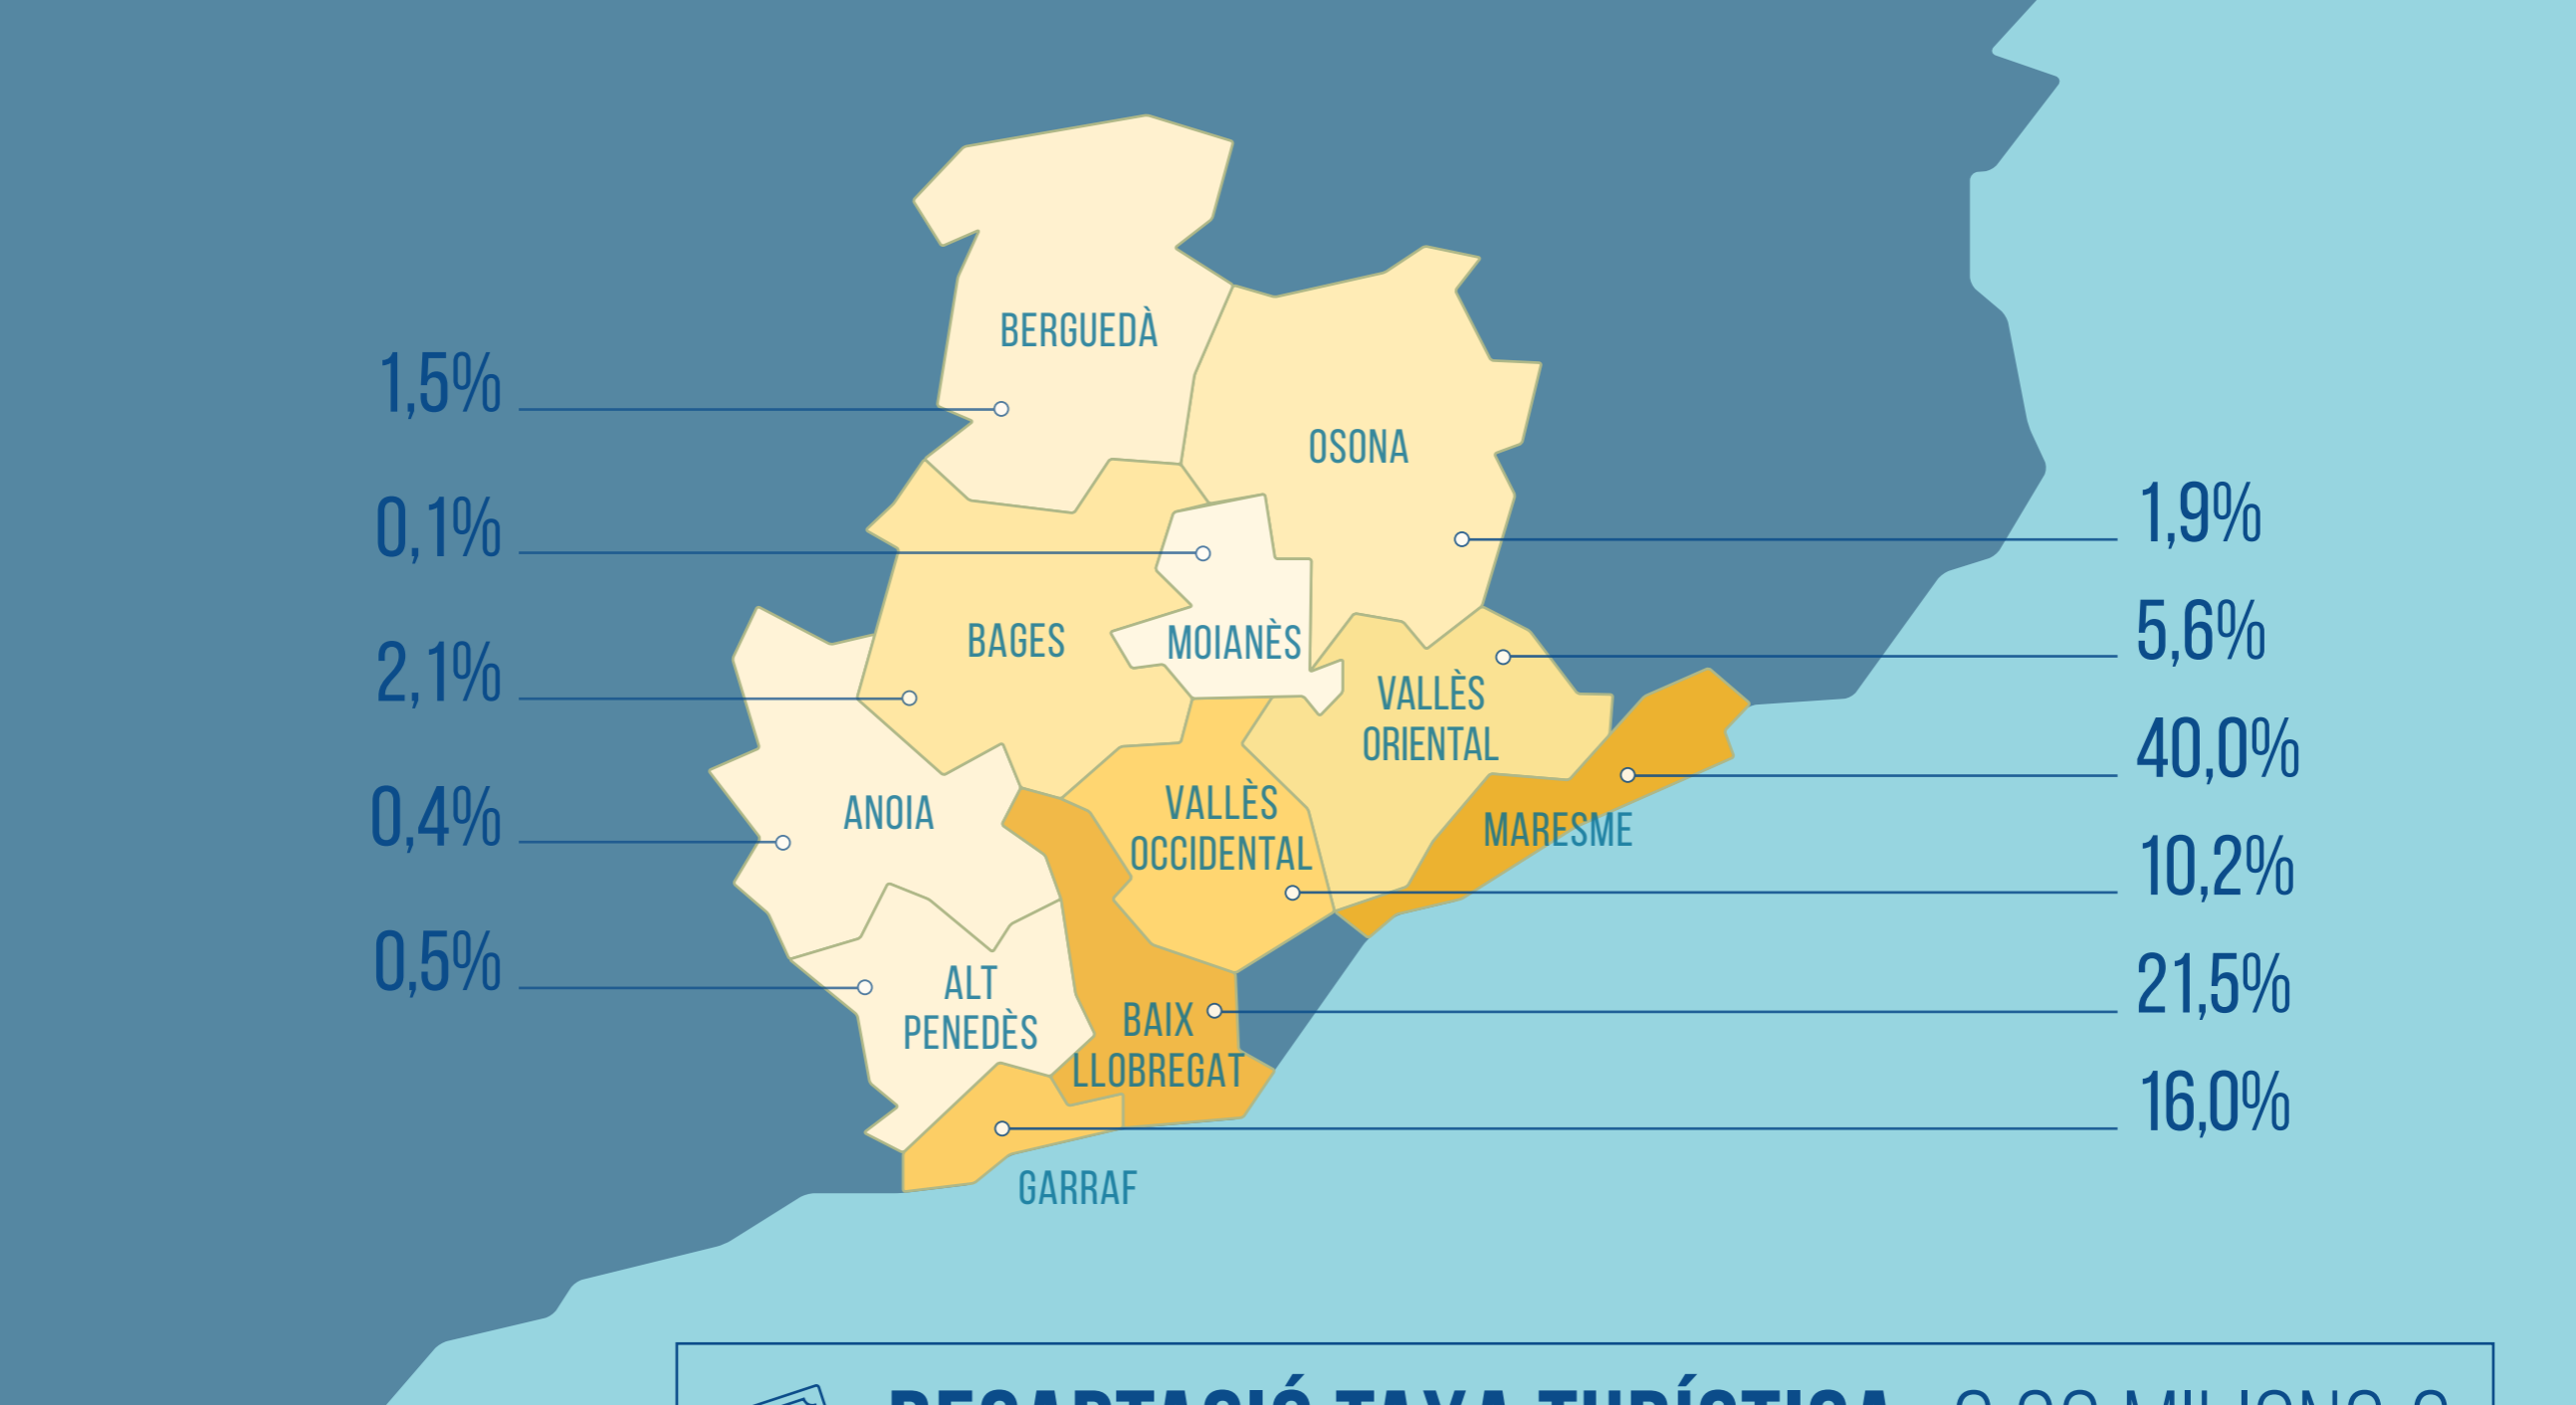 BERGUEDÀ
1,5%
OSONA
1,9%
0,1%
5,6%
BAGES
MOIANÈS
2,1%
VALLÈS
ORIENTAL
40,0%
0,4%
ANOIA
VALLÈS
OCCIDENTAL
MARESME
10,2%
0,5%
ALT
PENEDÈS
BAIX
LLOBREGAT
21,5%
16,0%
GARRAF